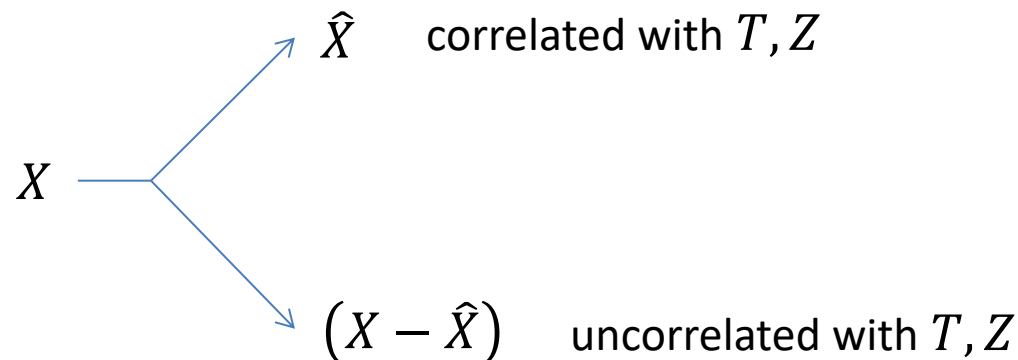 X̂ correlated with T, Z
X
(X − X̂) uncorrelated with T, Z